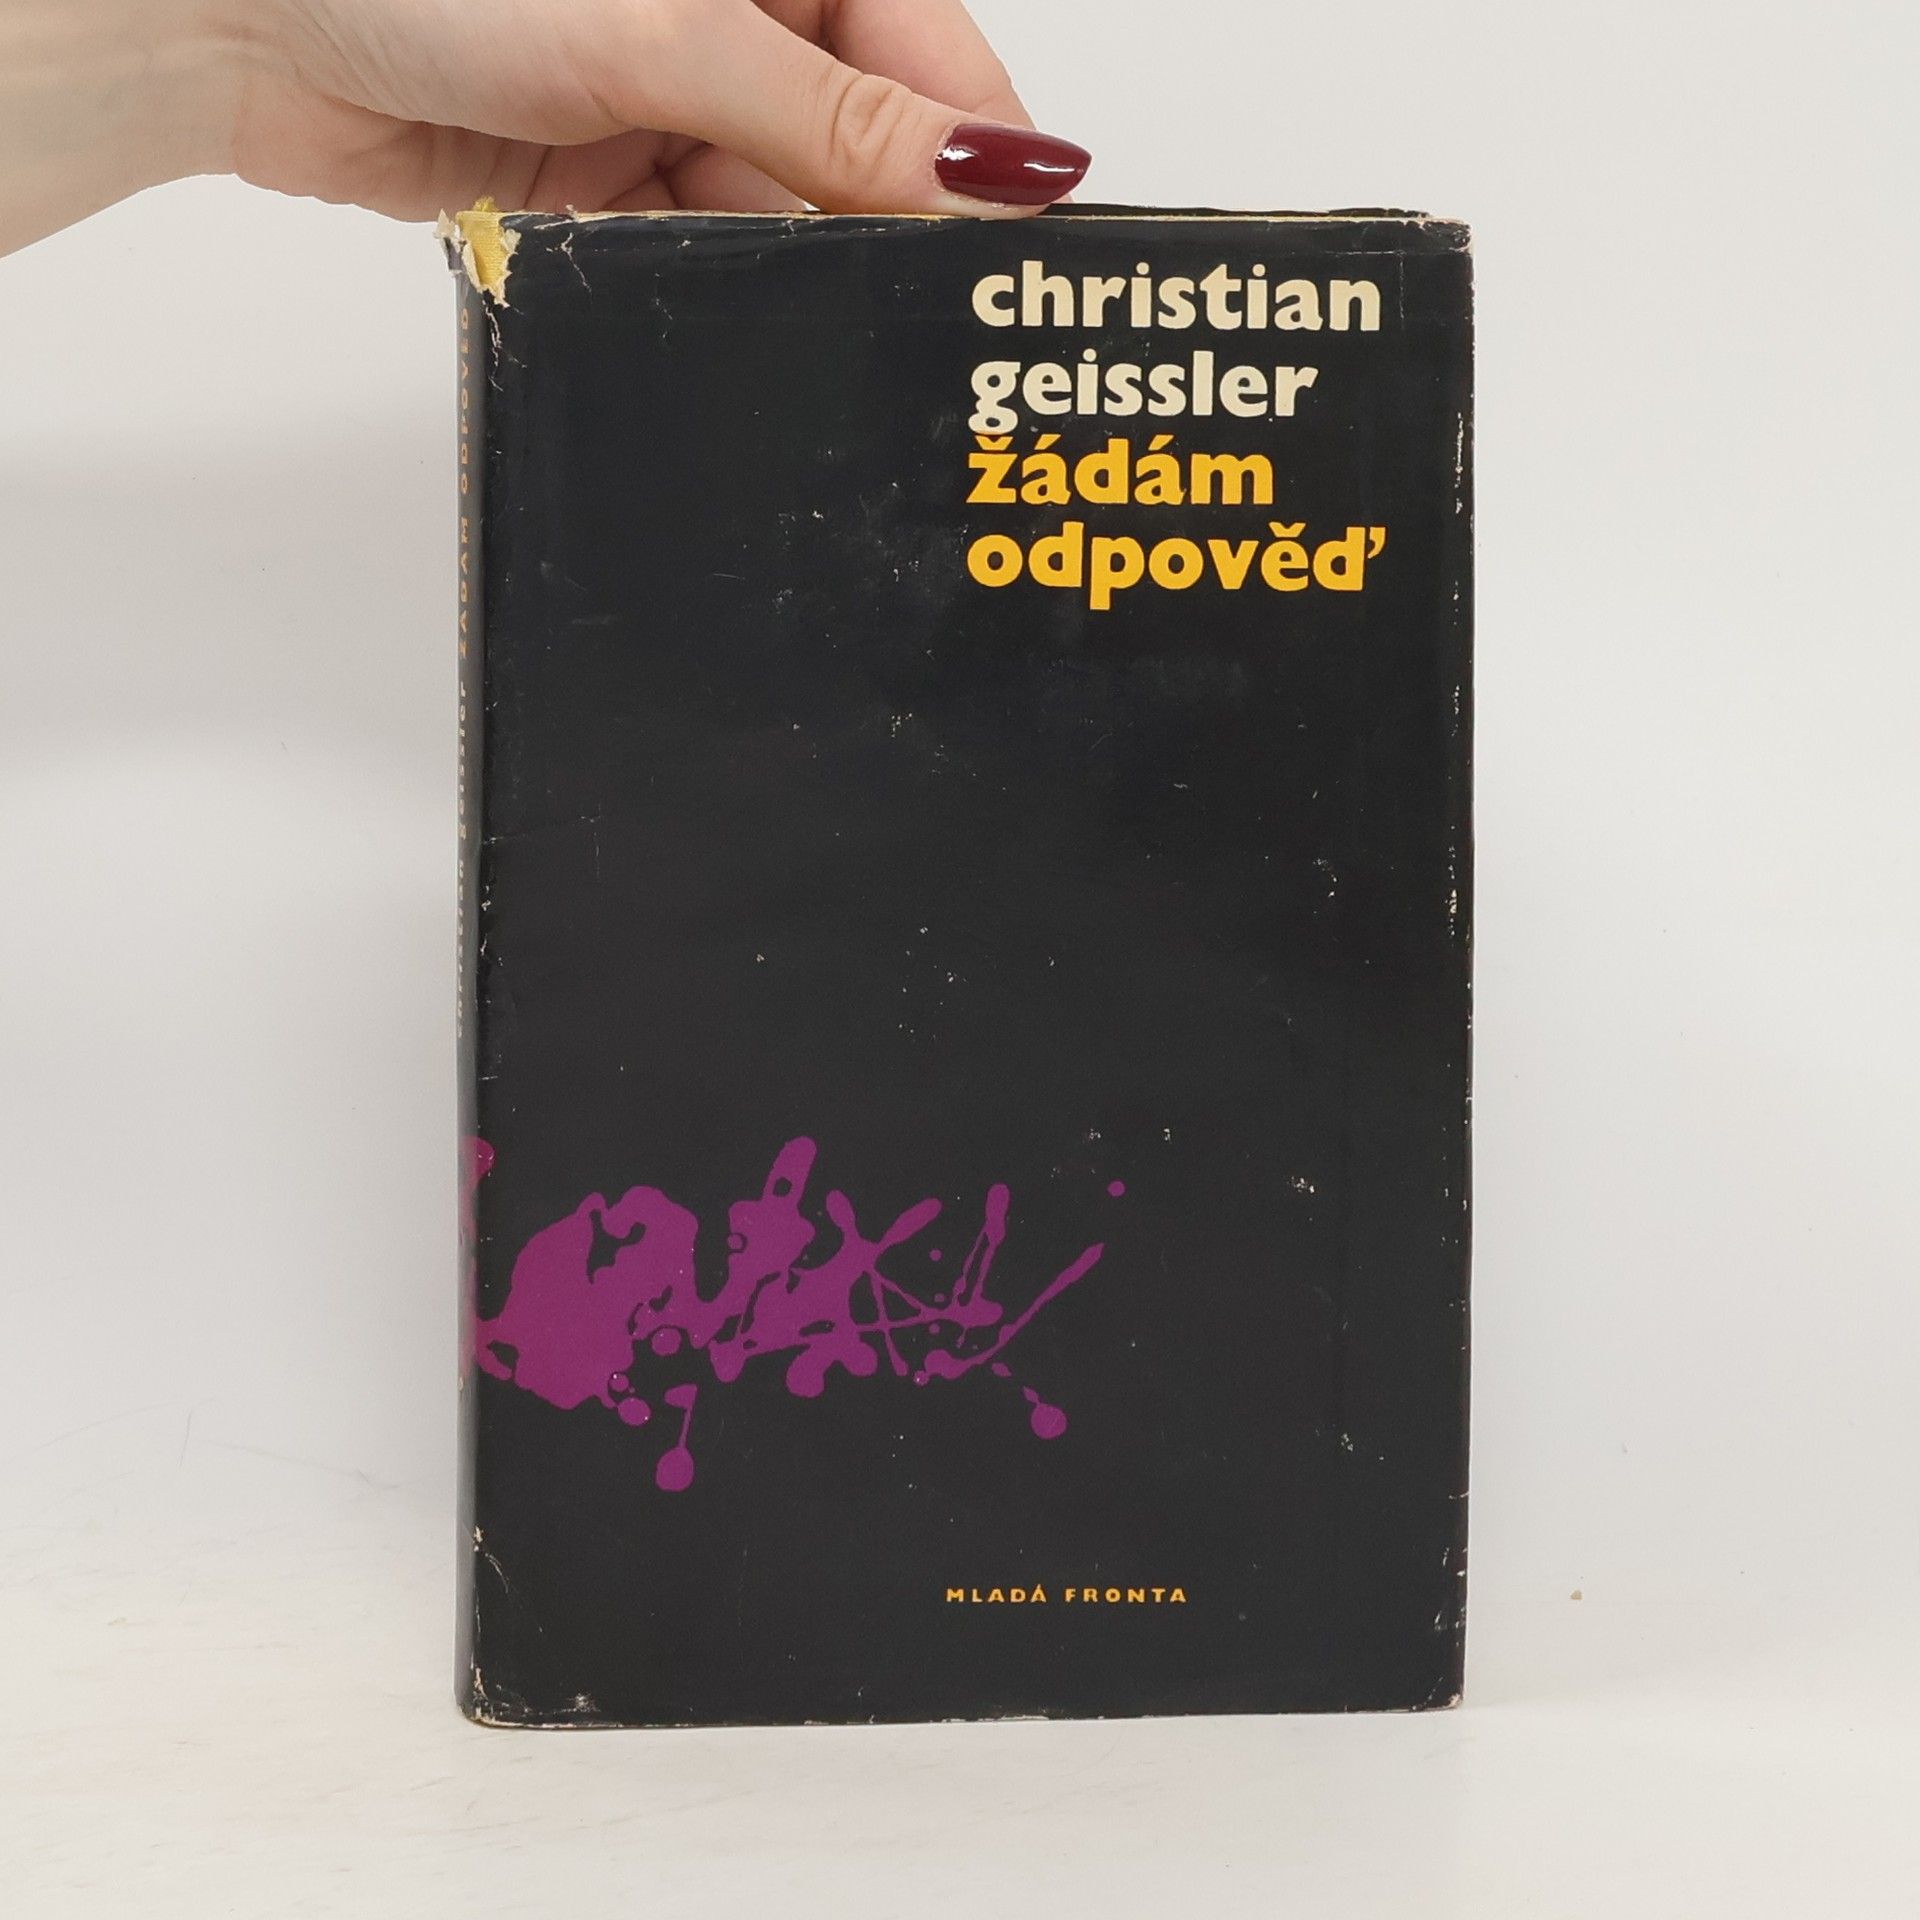 christian
geissler
žádám
odpověď
MLADÁ FRONTA
christian geissler ŽÁDÁM ODPOVĚĎ